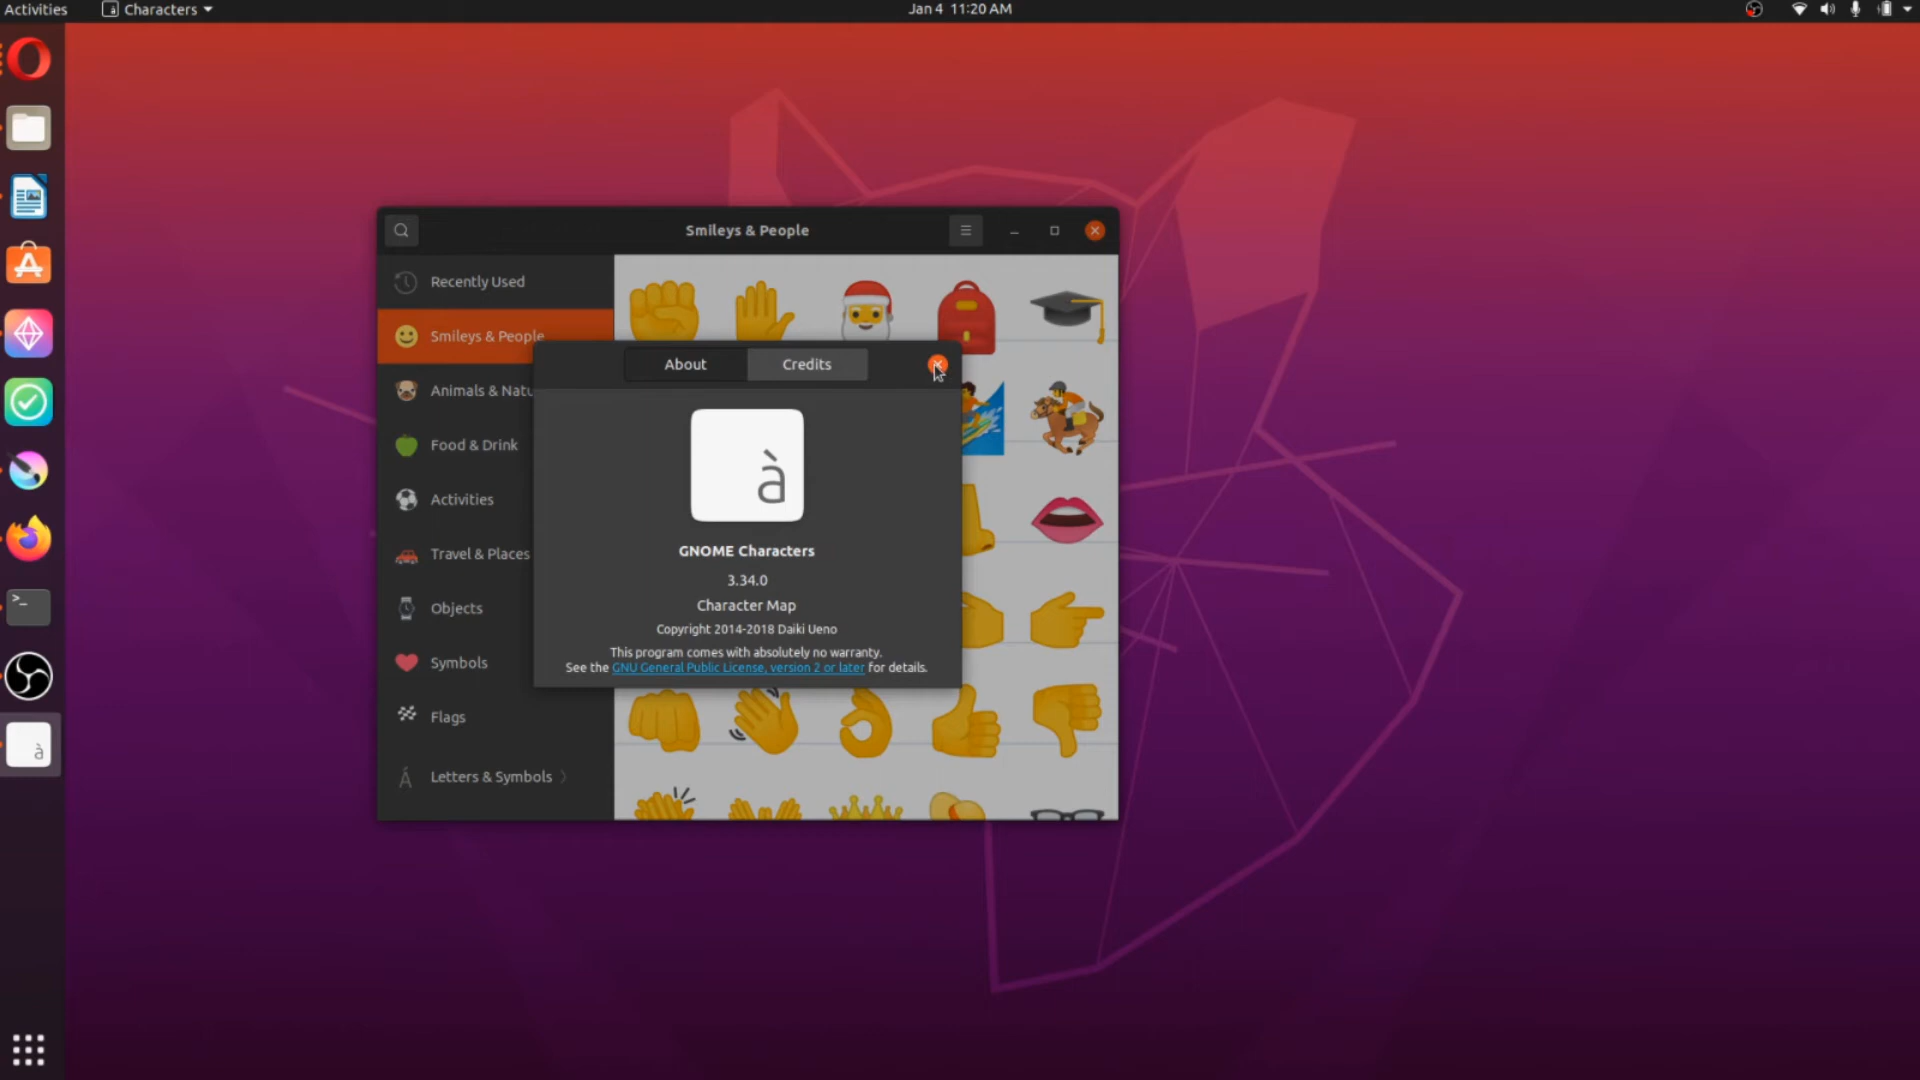 Activities
Characters
Jan 4 11:20 AM
Smileys & People
Recently Used
Smileys & People
Animals & Natu
Food & Drink
Activities
Travel & Places
Objects
Symbols
Flags
Letters & Symbols
About
Credits
à
GNOME Characters
3.34.0
Character Map
Copyright 2014-2018 Daiki Ueno
This program comes with absolutely no warranty.
See the GNU General Public License, version 2 or later for details.